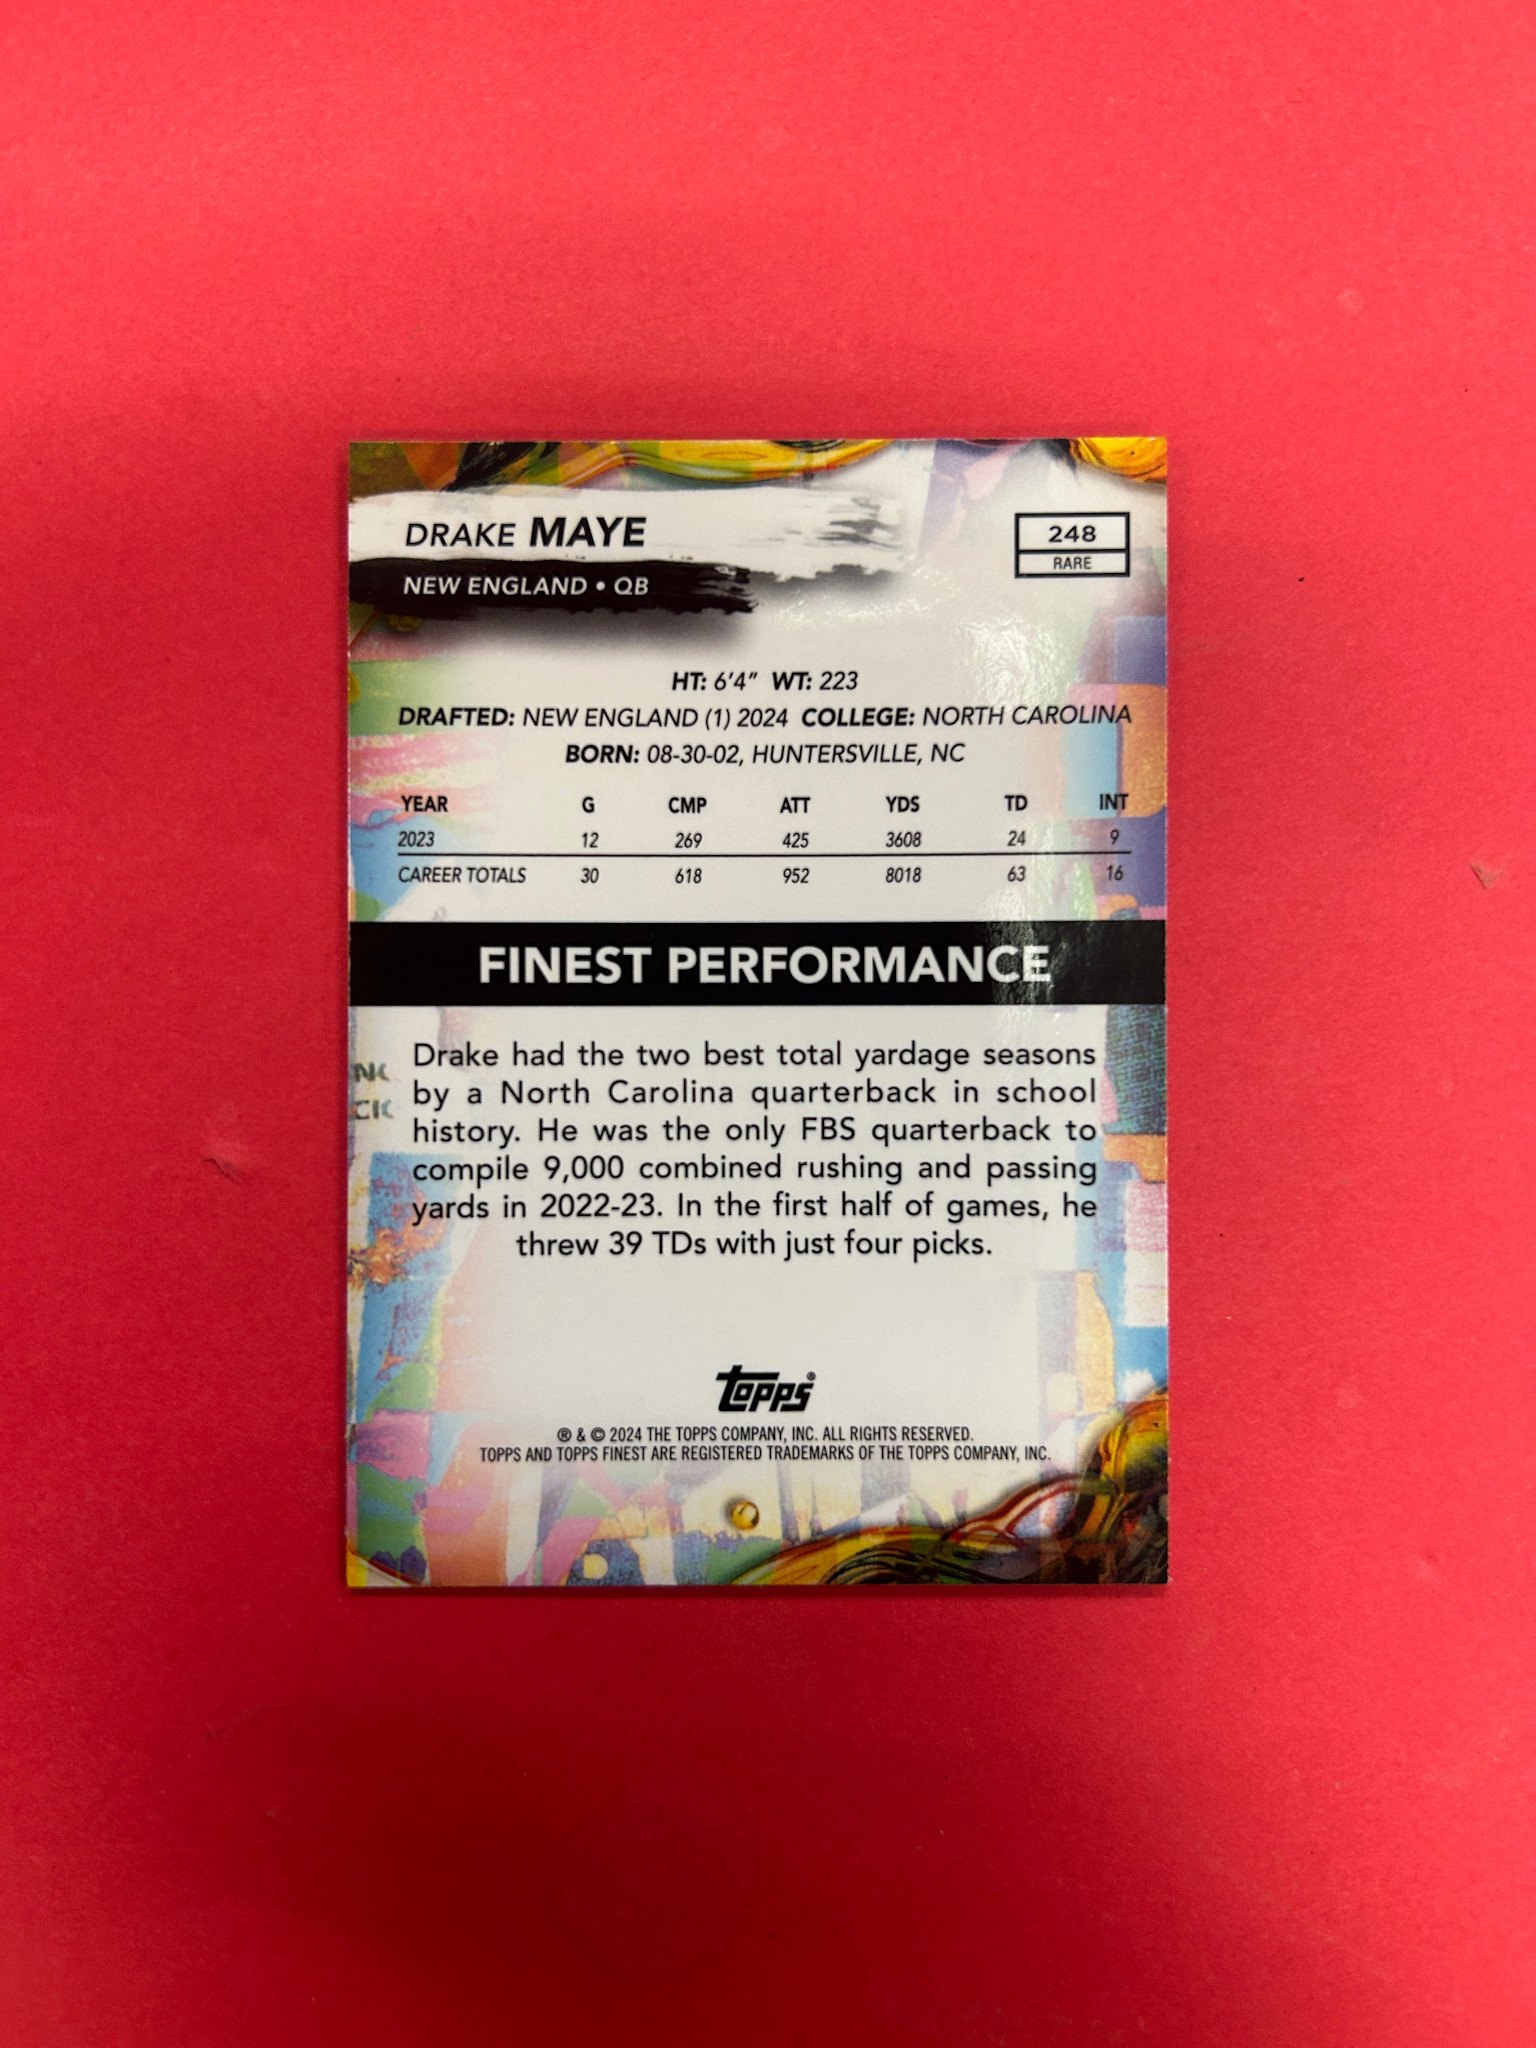 DRAKE MAYE
NEW ENGLAND • QB
248
RARE
HT: 6'4" WT: 223
DRAFTED: NEW ENGLAND (1) 2024 COLLEGE: NORTH CAROLINA
BORN: 08-30-02, HUNTERSVILLE, NC
YEAR G CMP ATT YDS TD INT
2023 12 269 425 3608 24 9
CAREER TOTALS 30 618 952 8018 63 16
FINEST PERFORMANCE
Drake had the two best total yardage seasons
by a North Carolina quarterback in school
history. He was the only FBS quarterback to
compile 9,000 combined rushing and passing
yards in 2022-23. In the first half of games, he
threw 39 TDs with just four picks.
topps®
® & © 2024 THE TOPPS COMPANY, INC. ALL RIGHTS RESERVED.
TOPPS AND TOPPS FINEST ARE REGISTERED TRADEMARKS OF THE TOPPS COMPANY, INC.